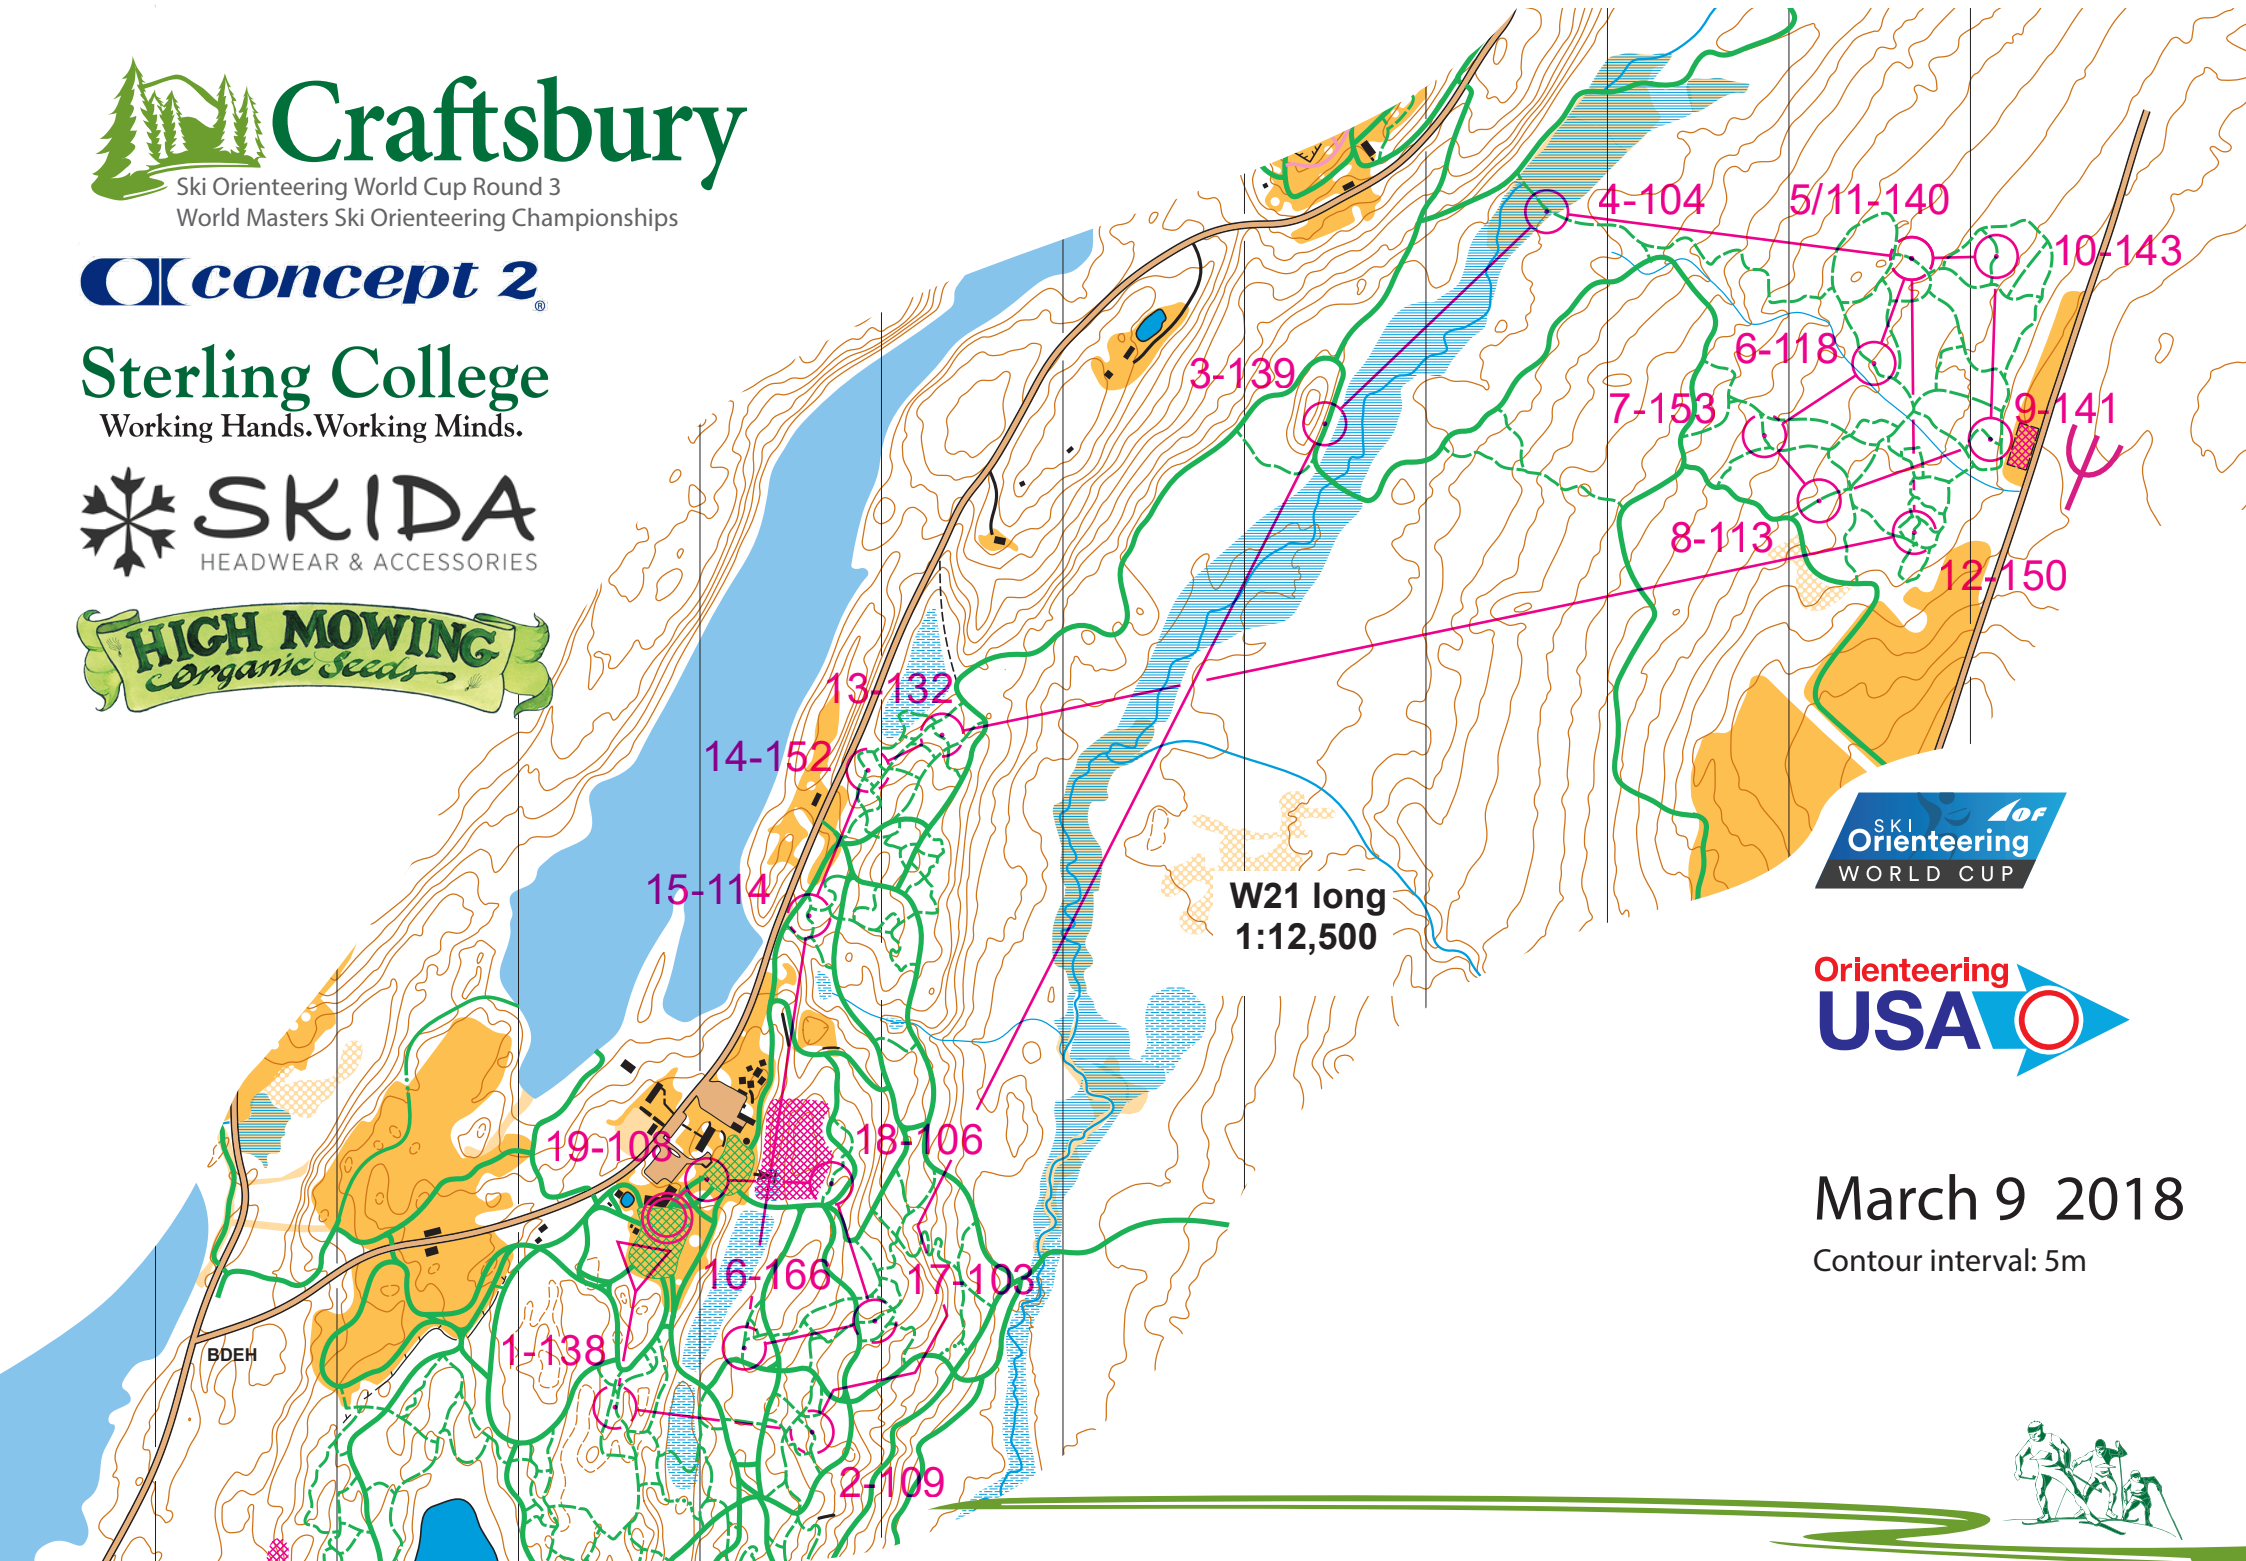 Craftsbury
Ski Orienteering World Cup Round 3
World Masters Ski Orienteering Championships
concept 2®
Sterling College
Working Hands. Working Minds.
SKIDA
HEADWEAR & ACCESSORIES
HIGH MOWING
Organic Seeds
4-104
5/11-140
10-143
3-139
6-118
7-153
9-141
8-113
12-150
13-132
14-152
15-114
W21 long
1:12,500
SKI
IOF
Orienteering
WORLD CUP
Orienteering
USA
19-108
18-106
16-166
17-103
1-138
BDEH
2-109
March 9 2018
Contour interval: 5m